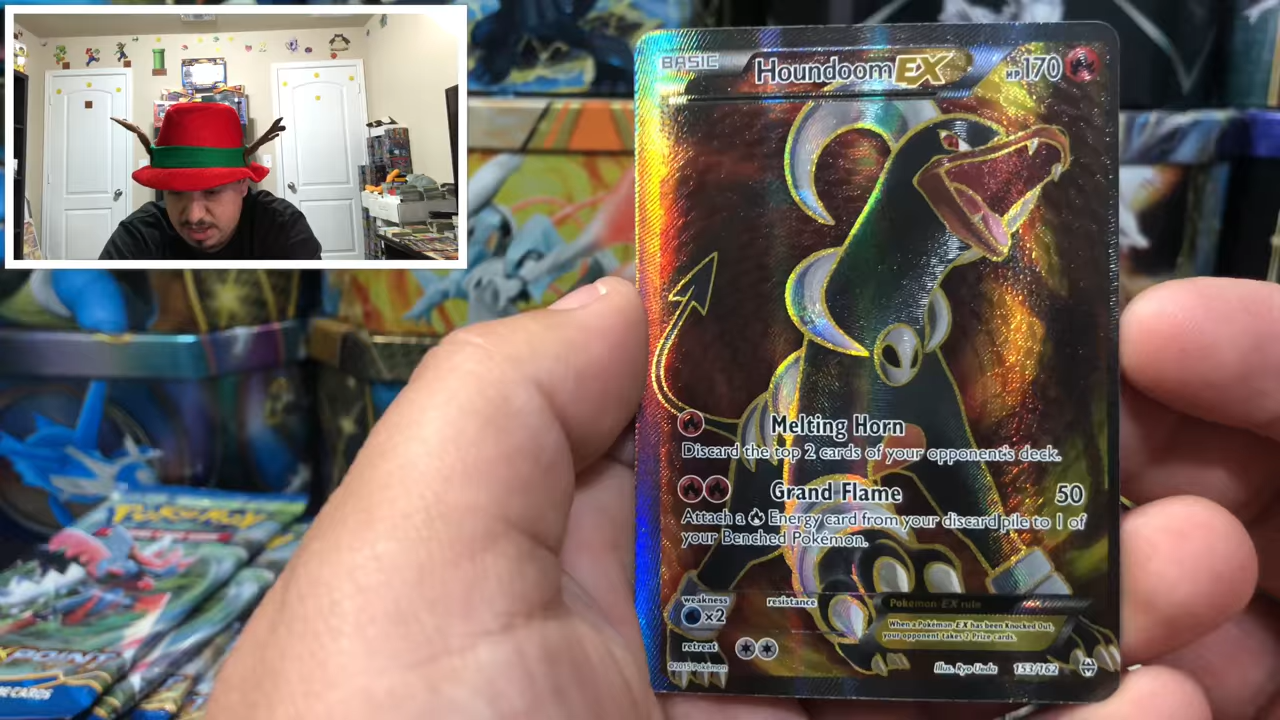 BASIC
Houndoom EX
HP 170
Melting Horn
Discard the top 2 cards of your opponent's deck.
Grand Flame 50
Attach a Energy card from your discard pile to 1 of
your Benched Pokémon.
weakness
×2
resistance
retreat
Pokémon EX rule
When a Pokémon EX has been Knocked Out,
your opponent takes 2 Prize cards.
©2015 Pokémon
Illus. Ryo Ueda
153/162
POKéMON